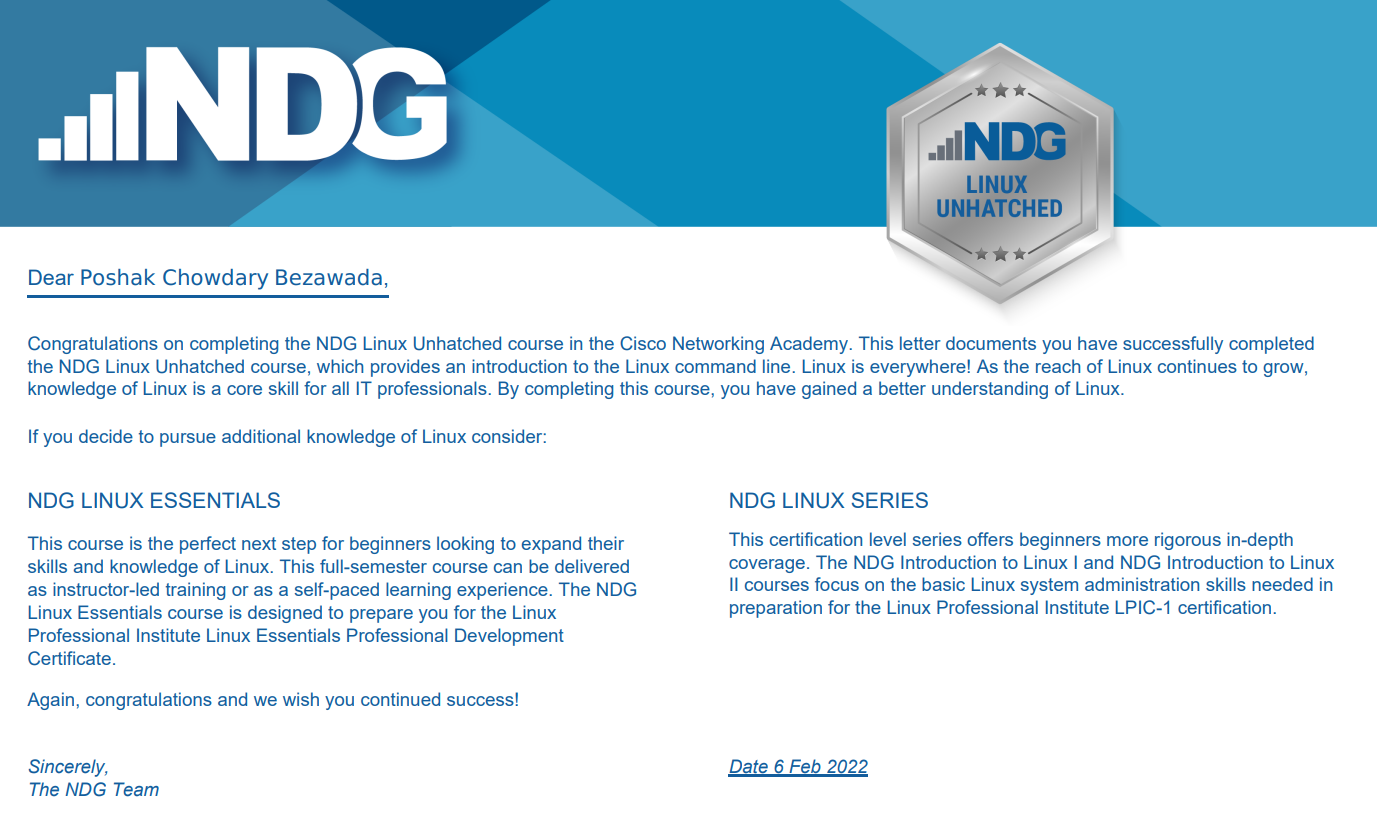 NDG
NDG
LINUX
UNHATCHED
Dear Poshak Chowdary Bezawada,
Congratulations on completing the NDG Linux Unhatched course in the Cisco Networking Academy. This letter documents you have successfully completed
the NDG Linux Unhatched course, which provides an introduction to the Linux command line. Linux is everywhere! As the reach of Linux continues to grow,
knowledge of Linux is a core skill for all IT professionals. By completing this course, you have gained a better understanding of Linux.
If you decide to pursue additional knowledge of Linux consider:
NDG LINUX ESSENTIALS
This course is the perfect next step for beginners looking to expand their
skills and knowledge of Linux. This full-semester course can be delivered
as instructor-led training or as a self-paced learning experience. The NDG
Linux Essentials course is designed to prepare you for the Linux
Professional Institute Linux Essentials Professional Development
Certificate.
NDG LINUX SERIES
This certification level series offers beginners more rigorous in-depth
coverage. The NDG Introduction to Linux I and NDG Introduction to Linux
II courses focus on the basic Linux system administration skills needed in
preparation for the Linux Professional Institute LPIC-1 certification.
Again, congratulations and we wish you continued success!
Sincerely,
The NDG Team
Date 6 Feb 2022